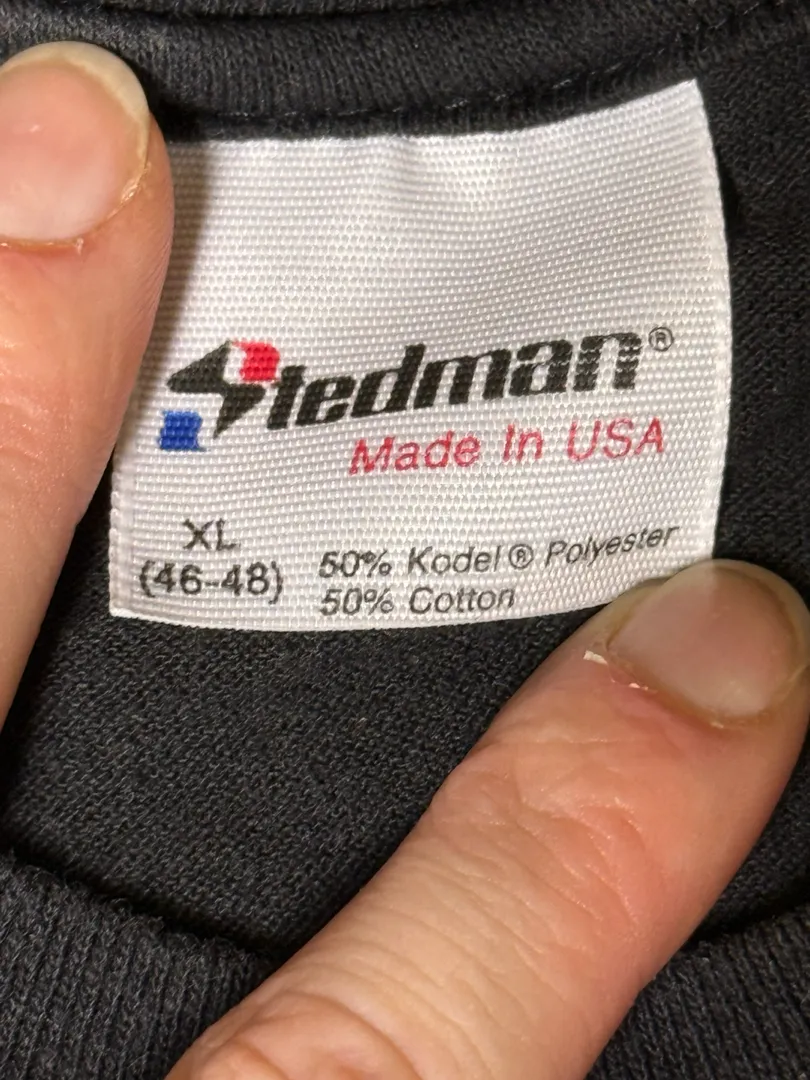 Stedman®
Made In USA
XL
(46-48)
50% Kodel® Polyester
50% Cotton